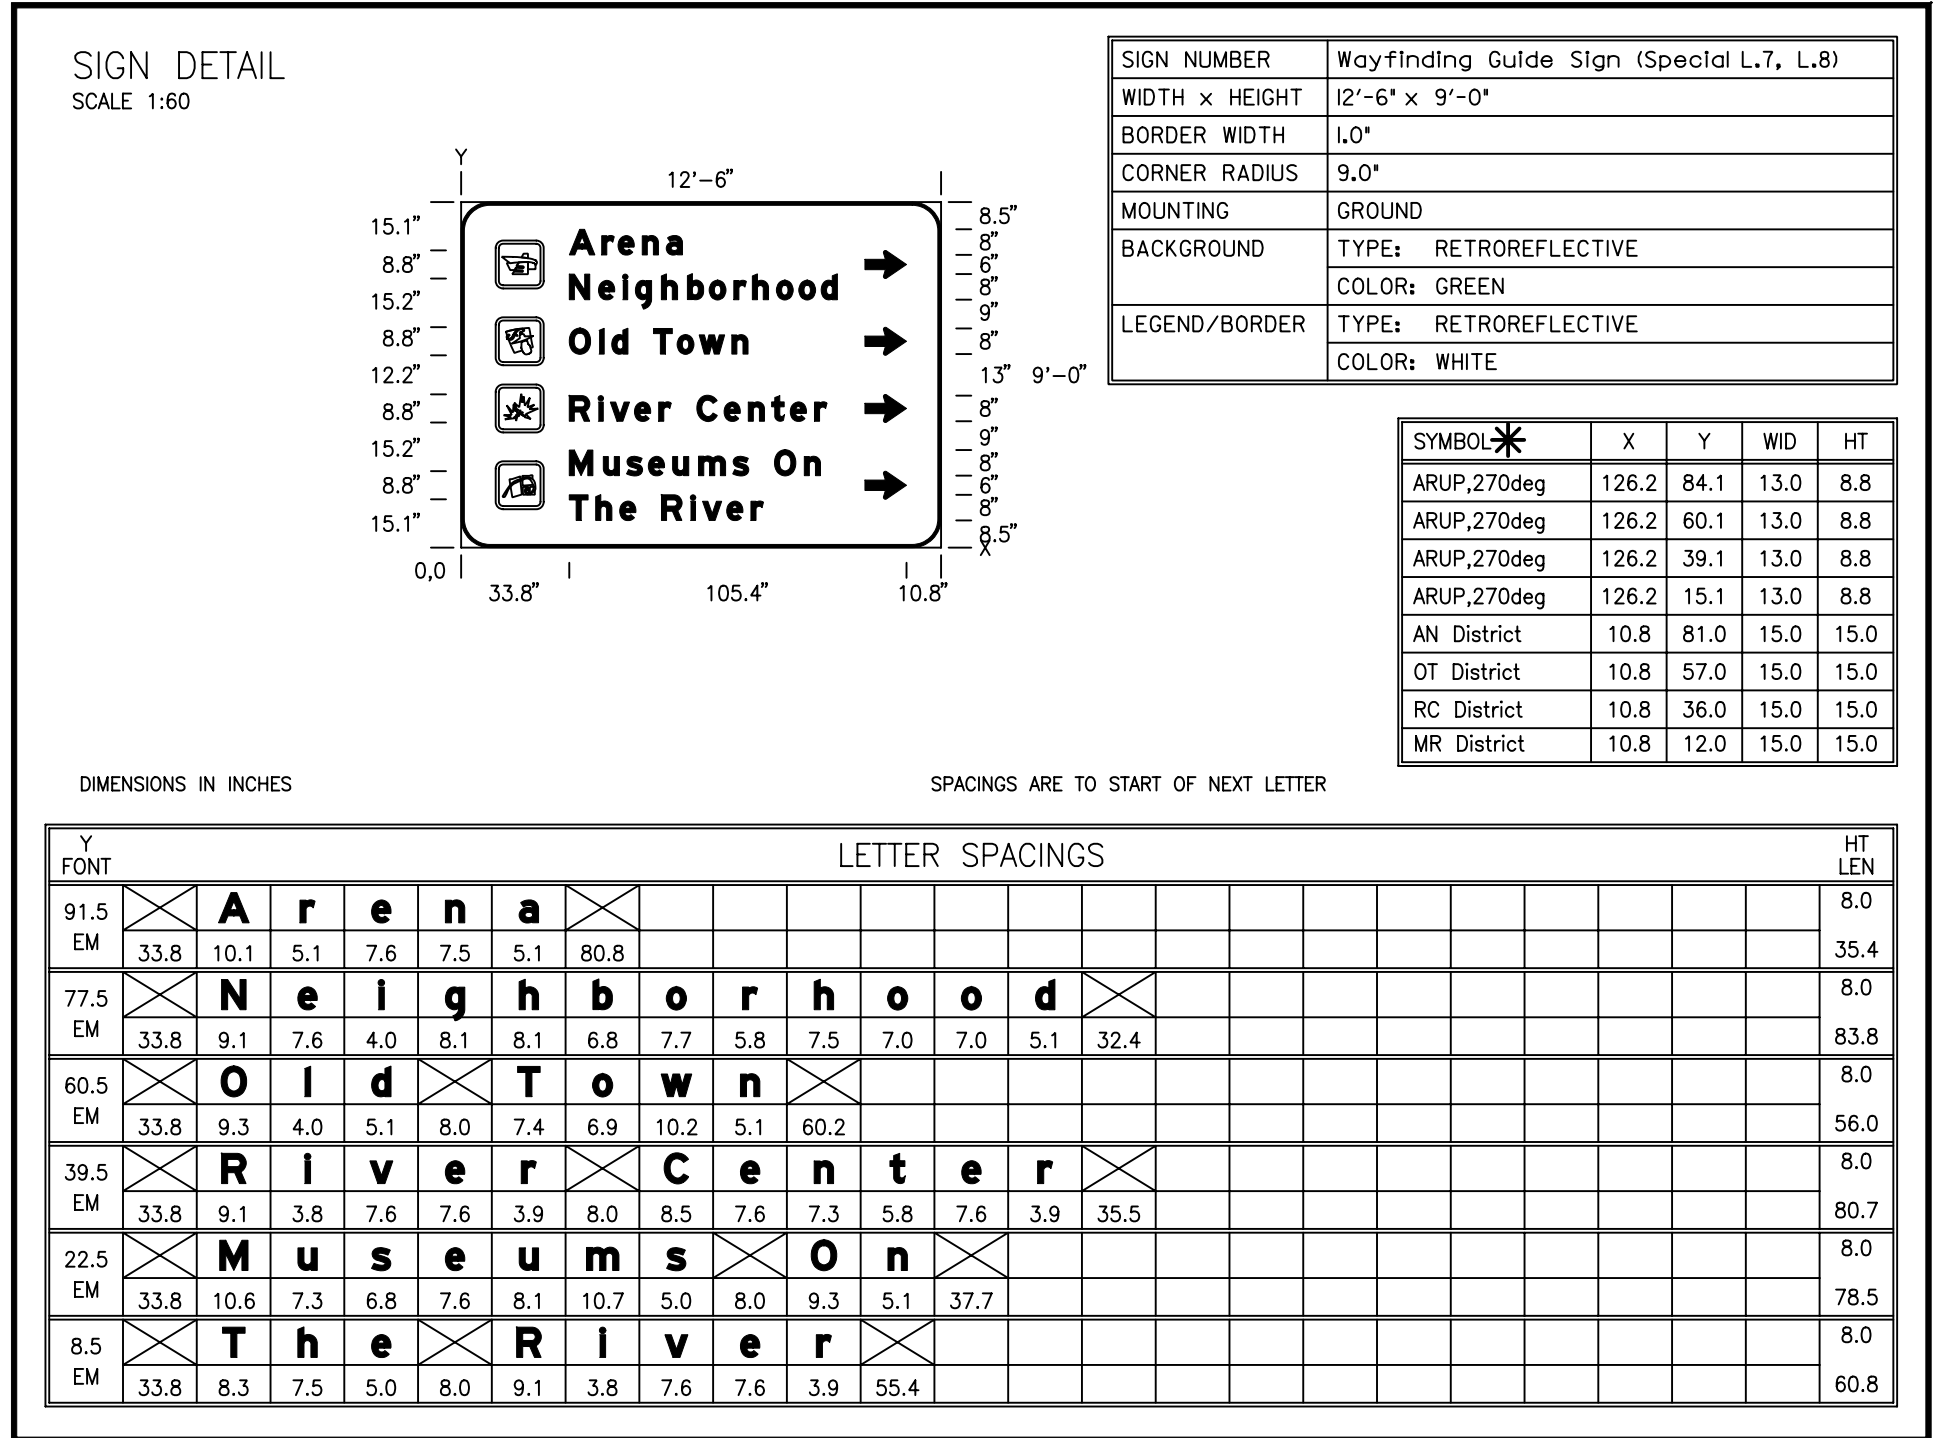 SIGN DETAIL
SCALE 1:60
SIGN NUMBER Wayfinding Guide Sign (Special L.7, L.8)
WIDTH x HEIGHT 12'-6" x 9'-0"
BORDER WIDTH 1.0"
CORNER RADIUS 9.0"
MOUNTING GROUND
BACKGROUND TYPE: RETROREFLECTIVE
COLOR: GREEN
LEGEND/BORDER TYPE: RETROREFLECTIVE
COLOR: WHITE
Y
12'-6"
15.1"
8.8"
15.2"
8.8"
12.2"
8.8"
15.2"
8.8"
15.1"
Arena
Neighborhood
Old Town
River Center
Museums On
The River
8.5"
8"
6"
8"
9"
8"
13" 9'-0"
8"
9"
8"
6"
8"
8.5"
X
0,0
33.8" 105.4" 10.8"
SYMBOL X Y WID HT
ARUP,270deg 126.2 84.1 13.0 8.8
ARUP,270deg 126.2 60.1 13.0 8.8
ARUP,270deg 126.2 39.1 13.0 8.8
ARUP,270deg 126.2 15.1 13.0 8.8
AN District 10.8 81.0 15.0 15.0
OT District 10.8 57.0 15.0 15.0
RC District 10.8 36.0 15.0 15.0
MR District 10.8 12.0 15.0 15.0
DIMENSIONS IN INCHES
SPACINGS ARE TO START OF NEXT LETTER
Y FONT LETTER SPACINGS HT LEN
91.5 A r e n a 8.0
EM 33.8 10.1 5.1 7.6 7.5 5.1 80.8 35.4
77.5 N e i g h b o r h o o d 8.0
EM 33.8 9.1 7.6 4.0 8.1 8.1 6.8 7.7 5.8 7.5 7.0 7.0 5.1 32.4 83.8
60.5 O l d T o w n 8.0
EM 33.8 9.3 4.0 5.1 8.0 7.4 6.9 10.2 5.1 60.2 56.0
39.5 R i v e r C e n t e r 8.0
EM 33.8 9.1 3.8 7.6 7.6 3.9 8.0 8.5 7.6 7.3 5.8 7.6 3.9 35.5 80.7
22.5 M u s e u m s O n 8.0
EM 33.8 10.6 7.3 6.8 7.6 8.1 10.7 5.0 8.0 9.3 5.1 37.7 78.5
8.5 T h e R i v e r 8.0
EM 33.8 8.3 7.5 5.0 8.0 9.1 3.8 7.6 7.6 3.9 55.4 60.8